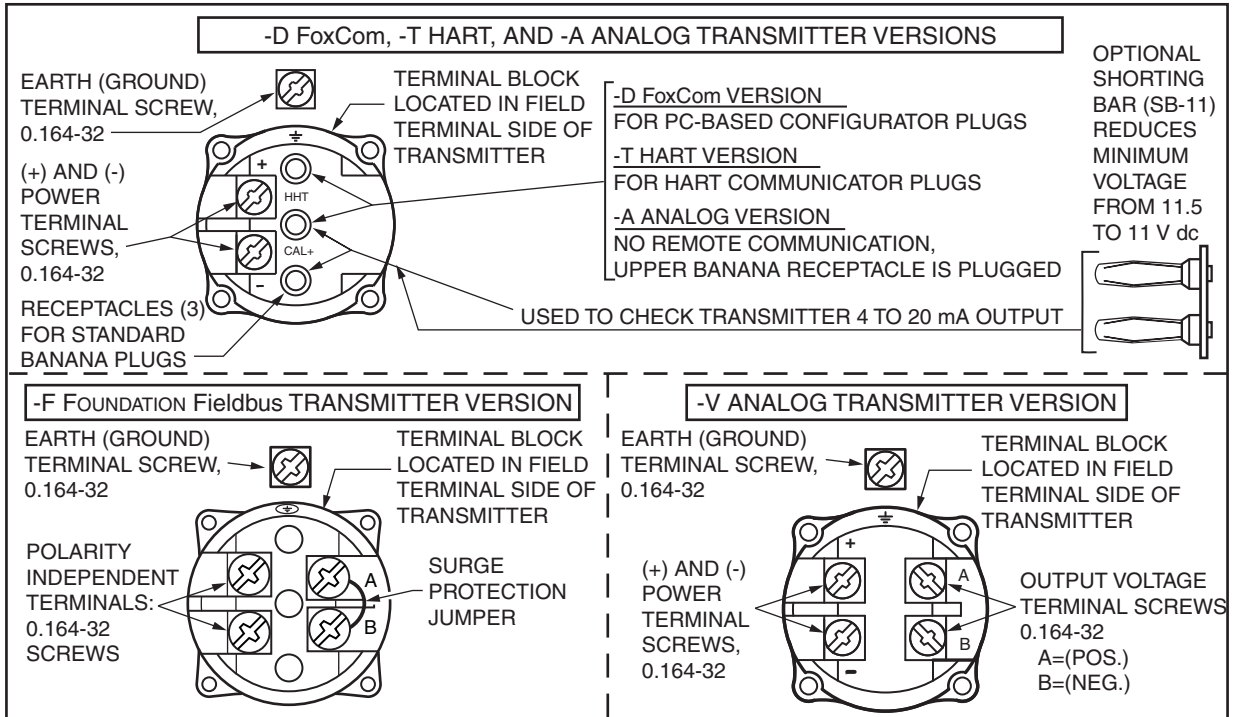 -D FoxCom, -T HART, AND -A ANALOG TRANSMITTER VERSIONS
EARTH (GROUND)
TERMINAL SCREW,
0.164-32
(+) AND (-)
POWER
TERMINAL
SCREWS,
0.164-32
RECEPTACLES (3)
FOR STANDARD
BANANA PLUGS
+
HHT
CAL+
-
TERMINAL BLOCK
LOCATED IN FIELD
TERMINAL SIDE OF
TRANSMITTER
-D FoxCom VERSION
FOR PC-BASED CONFIGURATOR PLUGS
-T HART VERSION
FOR HART COMMUNICATOR PLUGS
-A ANALOG VERSION
NO REMOTE COMMUNICATION,
UPPER BANANA RECEPTACLE IS PLUGGED
USED TO CHECK TRANSMITTER 4 TO 20 mA OUTPUT
OPTIONAL
SHORTING
BAR (SB-11)
REDUCES
MINIMUM
VOLTAGE
FROM 11.5
TO 11 V dc
-F FOUNDATION Fieldbus TRANSMITTER VERSION
EARTH (GROUND)
TERMINAL SCREW,
0.164-32
TERMINAL BLOCK
LOCATED IN FIELD
TERMINAL SIDE OF
TRANSMITTER
POLARITY
INDEPENDENT
TERMINALS:
0.164-32
SCREWS
A
B
SURGE
PROTECTION
JUMPER
-V ANALOG TRANSMITTER VERSION
EARTH (GROUND)
TERMINAL SCREW,
0.164-32
TERMINAL BLOCK
LOCATED IN FIELD
TERMINAL SIDE OF
TRANSMITTER
(+) AND (-)
POWER
TERMINAL
SCREWS,
0.164-32
+
-
A
B
OUTPUT VOLTAGE
TERMINAL SCREWS
0.164-32
A=(POS.)
B=(NEG.)